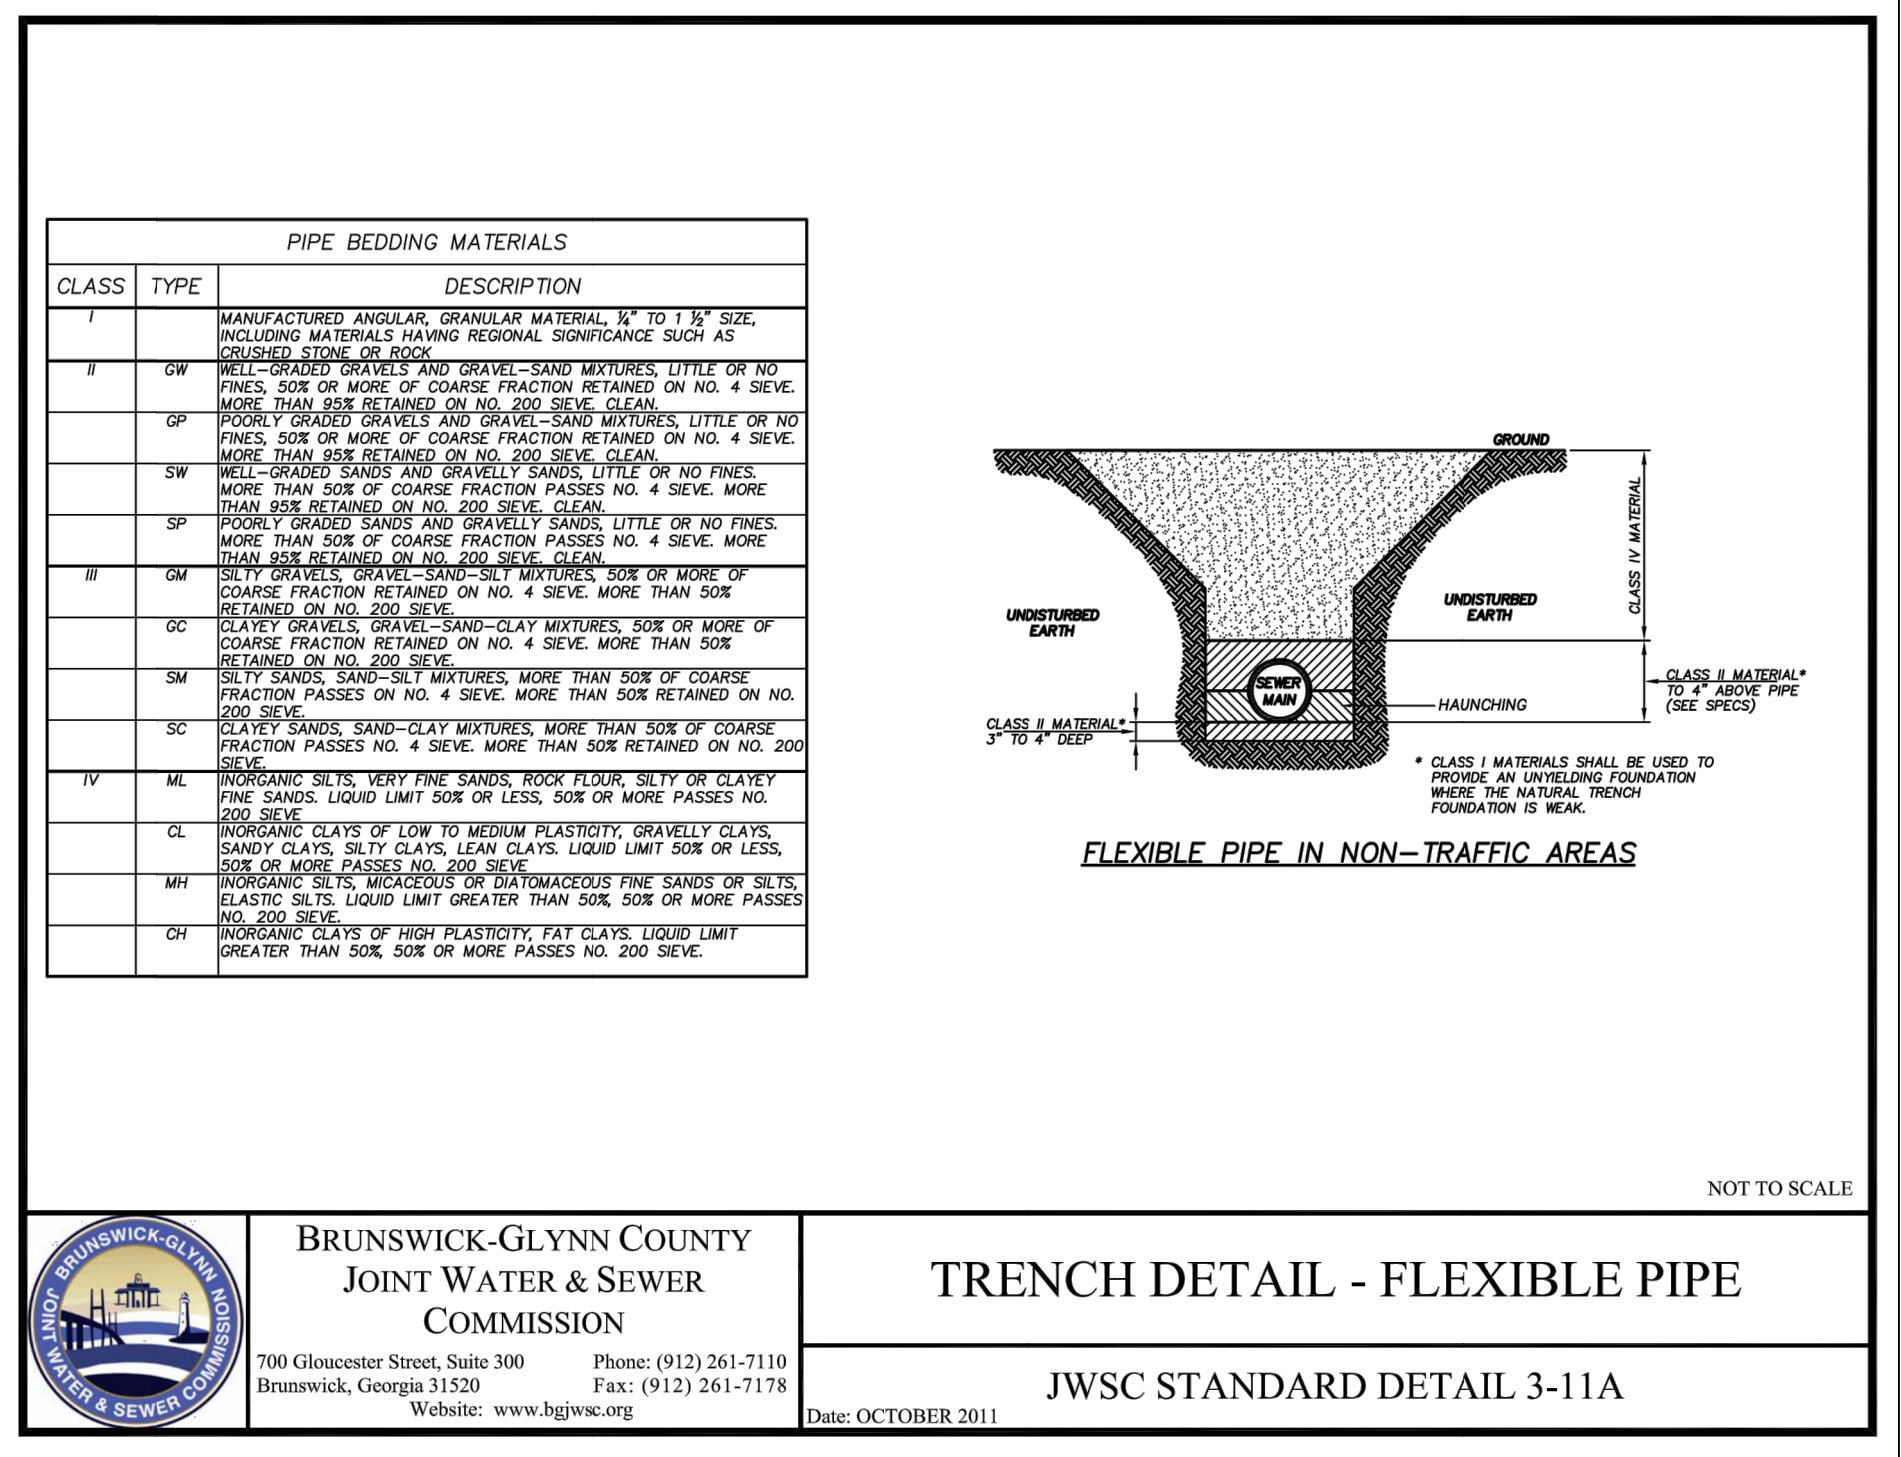 PIPE BEDDING MATERIALS
CLASS TYPE DESCRIPTION
I MANUFACTURED ANGULAR, GRANULAR MATERIAL, ¼" TO 1 ½" SIZE,
INCLUDING MATERIALS HAVING REGIONAL SIGNIFICANCE SUCH AS
CRUSHED STONE OR ROCK
II GW WELL-GRADED GRAVELS AND GRAVEL-SAND MIXTURES, LITTLE OR NO
FINES, 50% OR MORE OF COARSE FRACTION RETAINED ON NO. 4 SIEVE.
MORE THAN 95% RETAINED ON NO. 200 SIEVE. CLEAN.
GP POORLY GRADED GRAVELS AND GRAVEL-SAND MIXTURES, LITTLE OR NO
FINES, 50% OR MORE OF COARSE FRACTION RETAINED ON NO. 4 SIEVE.
MORE THAN 95% RETAINED ON NO. 200 SIEVE. CLEAN.
SW WELL-GRADED SANDS AND GRAVELLY SANDS, LITTLE OR NO FINES.
MORE THAN 50% OF COARSE FRACTION PASSES NO. 4 SIEVE. MORE
THAN 95% RETAINED ON NO. 200 SIEVE. CLEAN.
SP POORLY GRADED SANDS AND GRAVELLY SANDS, LITTLE OR NO FINES.
MORE THAN 50% OF COARSE FRACTION PASSES NO. 4 SIEVE. MORE
THAN 95% RETAINED ON NO. 200 SIEVE. CLEAN.
III GM SILTY GRAVELS, GRAVEL-SAND-SILT MIXTURES, 50% OR MORE OF
COARSE FRACTION RETAINED ON NO. 4 SIEVE. MORE THAN 50%
RETAINED ON NO. 200 SIEVE.
GC CLAYEY GRAVELS, GRAVEL-SAND-CLAY MIXTURES, 50% OR MORE OF
COARSE FRACTION RETAINED ON NO. 4 SIEVE. MORE THAN 50%
RETAINED ON NO. 200 SIEVE.
SM SILTY SANDS, SAND-SILT MIXTURES, MORE THAN 50% OF COARSE
FRACTION PASSES ON NO. 4 SIEVE. MORE THAN 50% RETAINED ON NO.
200 SIEVE.
SC CLAYEY SANDS, SAND-CLAY MIXTURES, MORE THAN 50% OF COARSE
FRACTION PASSES NO. 4 SIEVE. MORE THAN 50% RETAINED ON NO. 200
SIEVE.
IV ML INORGANIC SILTS, VERY FINE SANDS, ROCK FLOUR, SILTY OR CLAYEY
FINE SANDS. LIQUID LIMIT 50% OR LESS, 50% OR MORE PASSES NO.
200 SIEVE
CL INORGANIC CLAYS OF LOW TO MEDIUM PLASTICITY, GRAVELLY CLAYS,
SANDY CLAYS, SILTY CLAYS, LEAN CLAYS. LIQUID LIMIT 50% OR LESS,
50% OR MORE PASSES NO. 200 SIEVE
MH INORGANIC SILTS, MICACEOUS OR DIATOMACEOUS FINE SANDS OR SILTS,
ELASTIC SILTS. LIQUID LIMIT GREATER THAN 50%, 50% OR MORE PASSES
NO. 200 SIEVE.
CH INORGANIC CLAYS OF HIGH PLASTICITY, FAT CLAYS. LIQUID LIMIT
GREATER THAN 50%, 50% OR MORE PASSES NO. 200 SIEVE.
GROUND
CLASS IV MATERIAL
UNDISTURBED
EARTH
UNDISTURBED
EARTH
SEWER
MAIN
CLASS II MATERIAL*
TO 4" ABOVE PIPE
(SEE SPECS)
HAUNCHING
CLASS II MATERIAL*
3" TO 4" DEEP
* CLASS I MATERIALS SHALL BE USED TO
PROVIDE AN UNYIELDING FOUNDATION
WHERE THE NATURAL TRENCH
FOUNDATION IS WEAK.
FLEXIBLE PIPE IN NON-TRAFFIC AREAS
NOT TO SCALE
BRUNSWICK-GLYNN
JOINT WATER & SEWER COMMISSION
BRUNSWICK-GLYNN COUNTY
JOINT WATER & SEWER
COMMISSION
700 Gloucester Street, Suite 300 Phone: (912) 261-7110
Brunswick, Georgia 31520 Fax: (912) 261-7178
Website: www.bgjwsc.org
TRENCH DETAIL - FLEXIBLE PIPE
JWSC STANDARD DETAIL 3-11A
Date: OCTOBER 2011